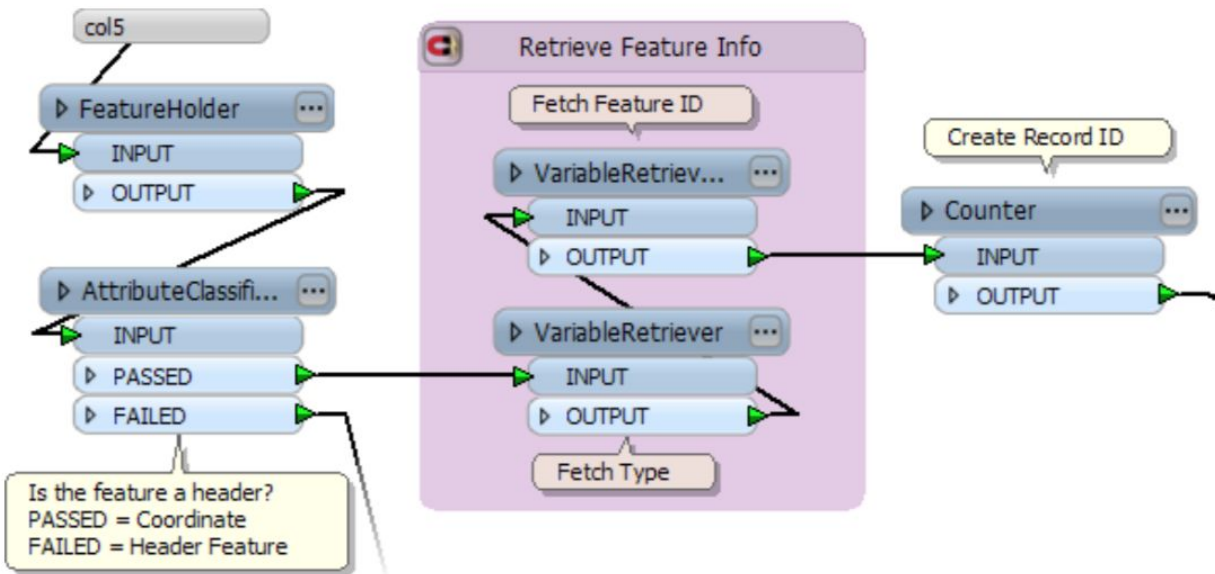 col5
FeatureHolder
INPUT
OUTPUT
AttributeClassifi...
INPUT
PASSED
FAILED
Is the feature a header?
PASSED = Coordinate
FAILED = Header Feature
Retrieve Feature Info
Fetch Feature ID
VariableRetriev...
INPUT
OUTPUT
VariableRetriever
INPUT
OUTPUT
Fetch Type
Create Record ID
Counter
INPUT
OUTPUT